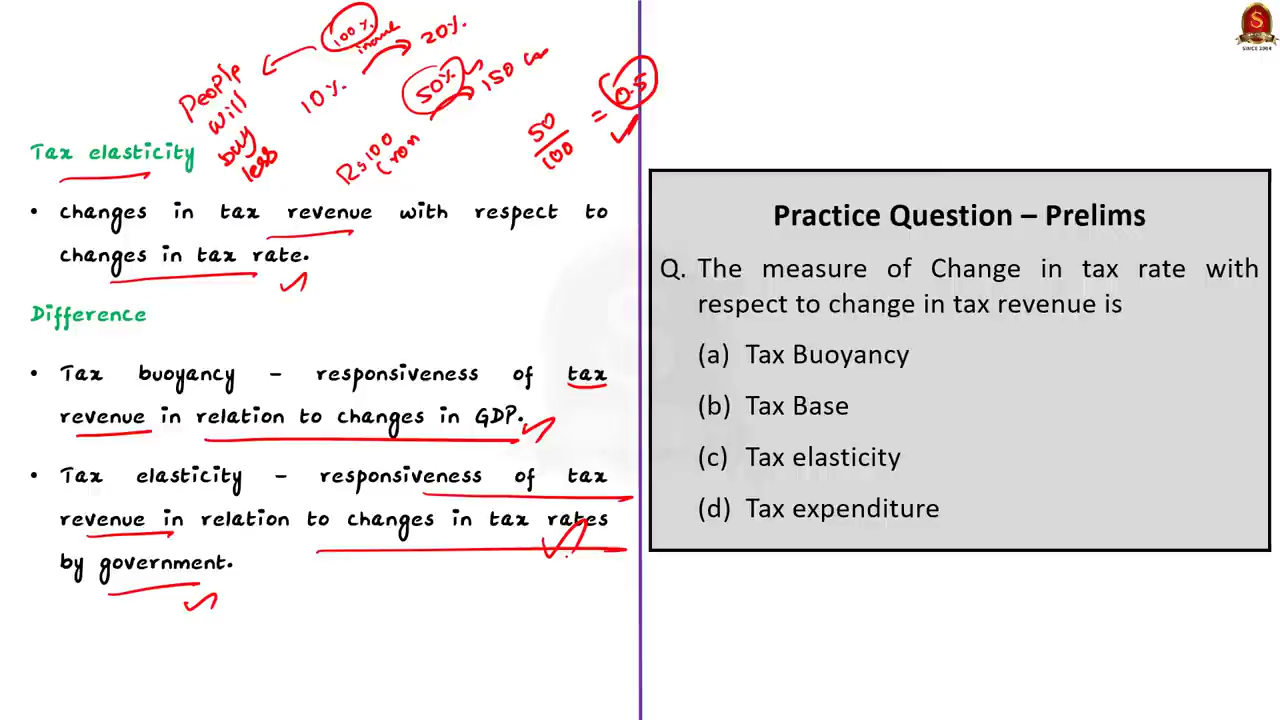 100%
increase
People
will
buy
less
10%
20%
50%
Rs100
Crore
150 cr
50
100
= 0.5
S
SINCE 2004
Tax elasticity
• changes in tax revenue with respect to
changes in tax rate.
Difference
• Tax buoyancy - responsiveness of tax
revenue in relation to changes in GDP.
• Tax elasticity - responsiveness of tax
revenue in relation to changes in tax rates
by government.
Practice Question – Prelims
Q. The measure of Change in tax rate with
respect to change in tax revenue is
(a) Tax Buoyancy
(b) Tax Base
(c) Tax elasticity
(d) Tax expenditure